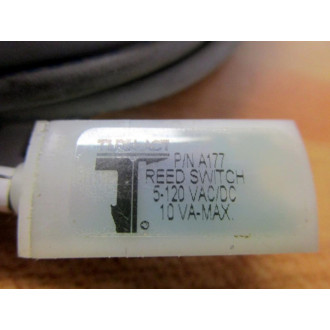 P/N A177
REED SWITCH
5-120 VAC/DC
10 VA-MAX.